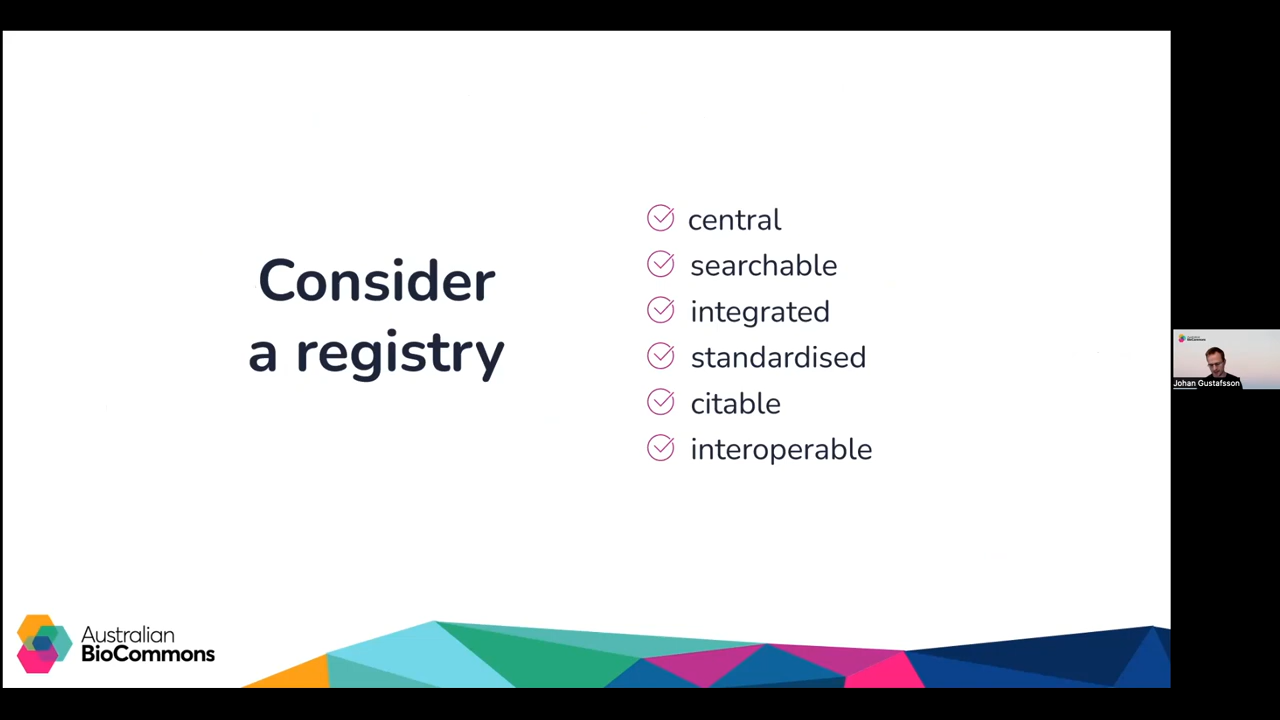 Consider
a registry
central
searchable
integrated
standardised
citable
interoperable
Australian
BioCommons
Johan Gustafsson